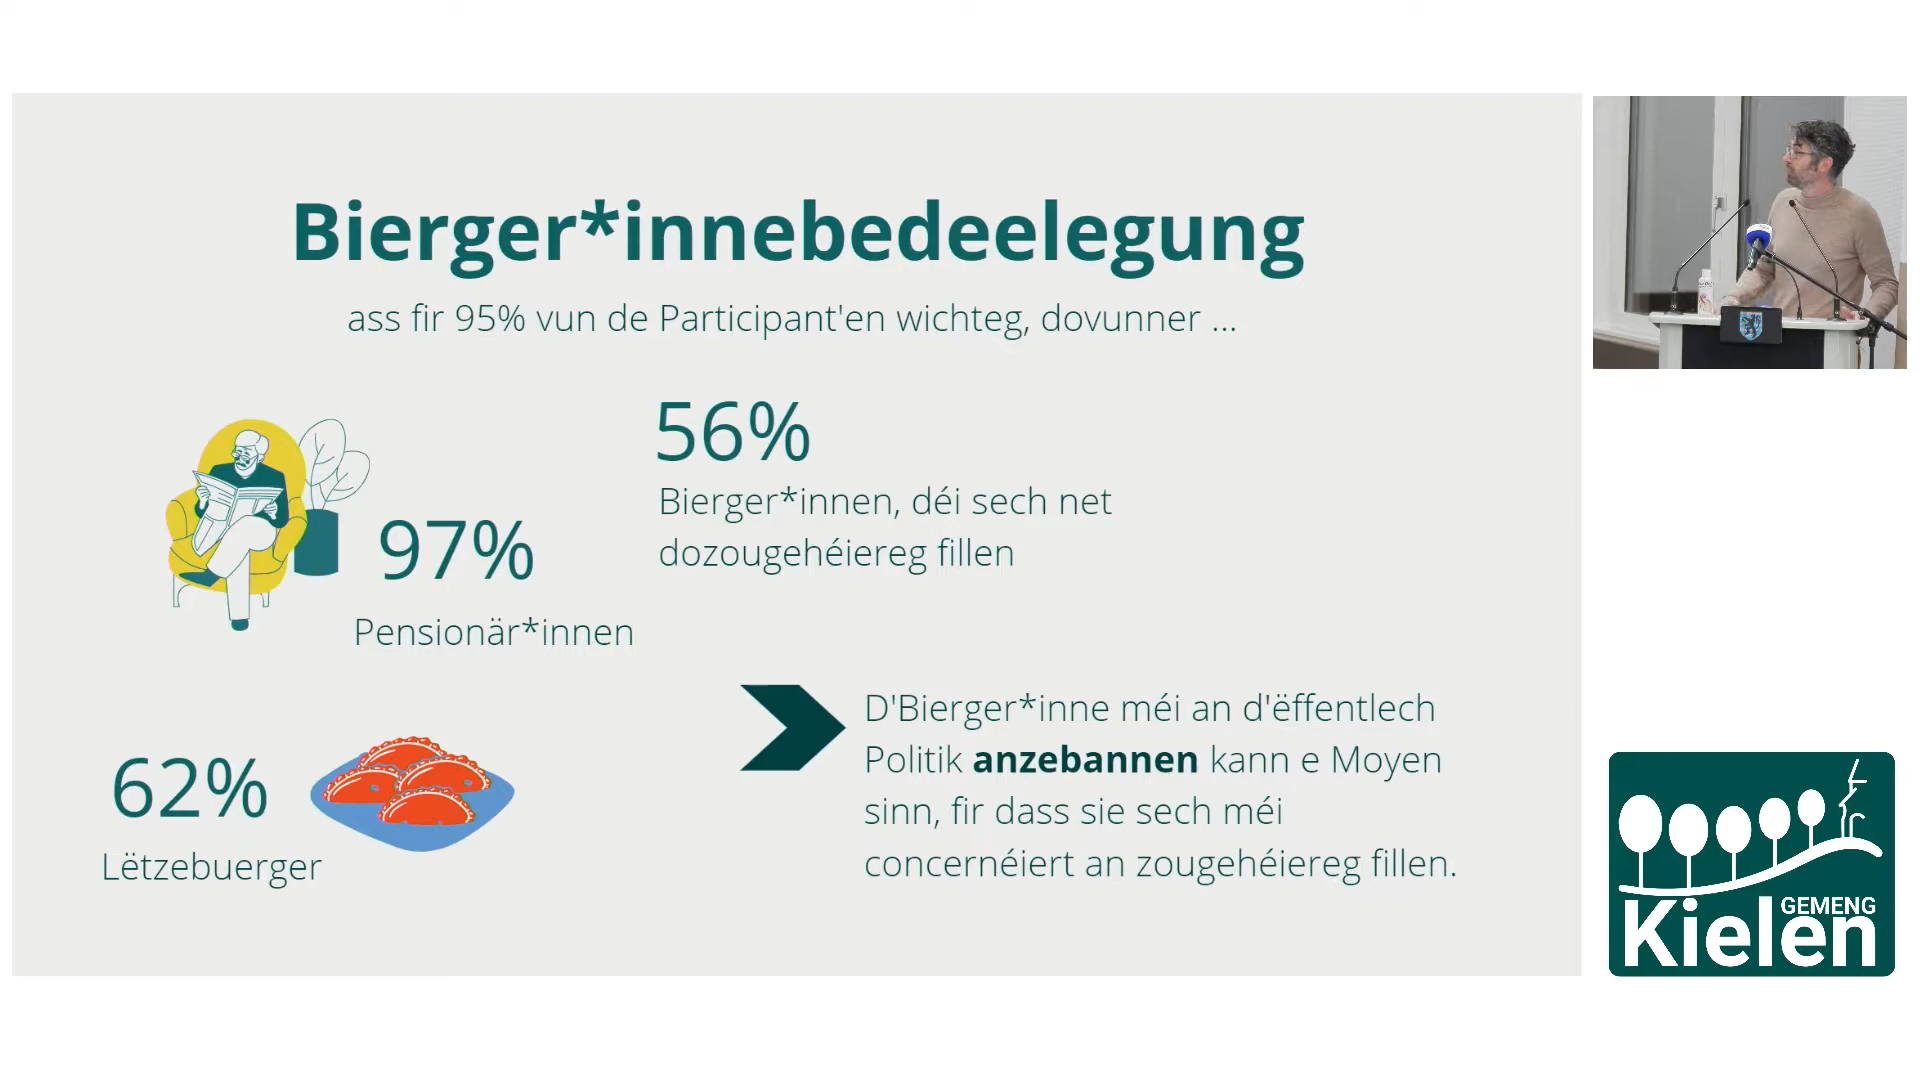 Bierger*innebedeelegung
ass fir 95% vun de Participant'en wichteg, dovunner ...
56%
Bierger*innen, déi sech net
dozougehéiereg fillen
97%
Pensionär*innen
62%
Lëtzebuerger
D'Bierger*inne méi an d'ëffentlech
Politik anzebannen kann e Moyen
sinn, fir dass sie sech méi
concernéiert an zougehéiereg fillen.
GEMENG
Kielen